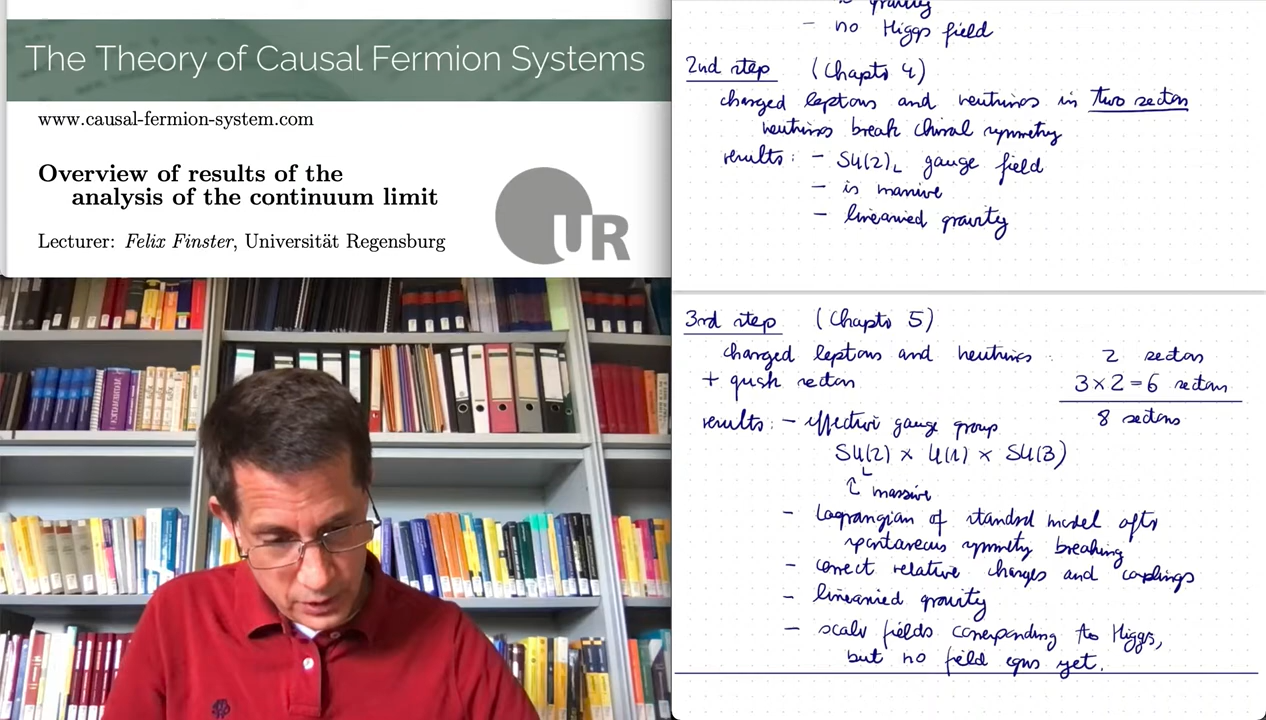 The Theory of Causal Fermion Systems
www.causal-fermion-system.com
Overview of results of the
analysis of the continuum limit
Lecturer: Felix Finster, Universität Regensburg
UR
gravity
- no Higgs field
2nd step (Chapter 4)
charged leptons and neutrinos in two sectors
neutrinos break chiral symmetry
results: - SU(2)L gauge field
- is massive
- linearized gravity
3rd step (Chapter 5)
charged leptons and neutrinos : 2 sectors
+ quark sectors 3 × 2 = 6 sectors
8 sectors
results: - effective gauge group
SU(2)L × U(1) × SU(3)
↑ massive
- Lagrangian of standard model after
spontaneous symmetry breaking
- correct relative charges and couplings
- linearized gravity
- scalar fields corresponding to Higgs,
but no field eqns yet.